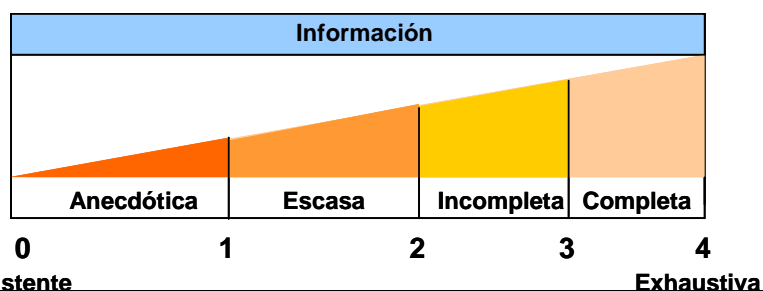 Información
Anecdótica Escasa Incompleta Completa
0 1 2 3 4
stente Exhaustiva